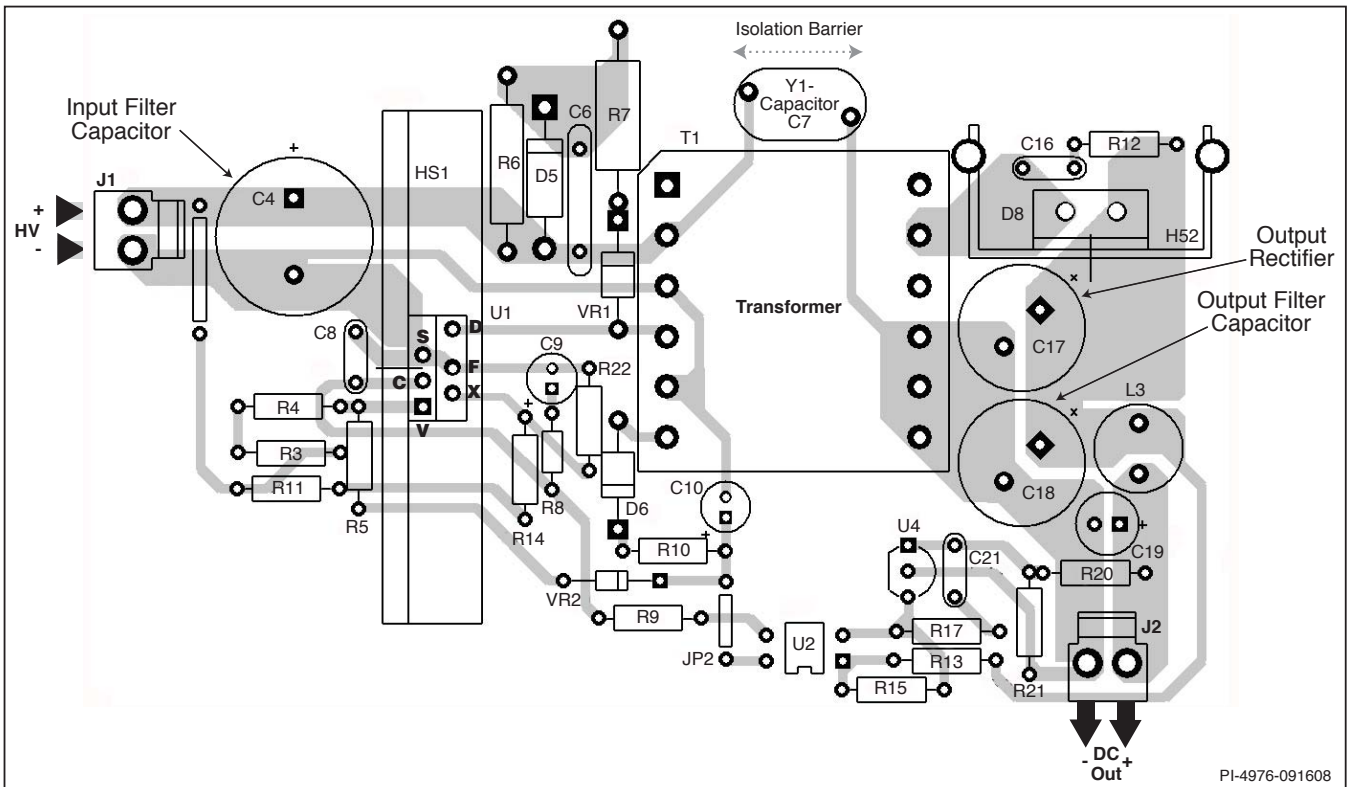 Isolation Barrier
Y1-
Capacitor
C7
Input Filter
Capacitor
+
J1
+
HV
-
C4
HS1
R6
D5
C6
R7
T1
C16
R12
D8
H52
Output
Rectifier
Output Filter
Capacitor
Transformer
VR1
U1
S
D
F
C
X
V
C8
C9
R22
C17
C18
L3
R4
R3
R11
R5
+
R14
R8
D6
C10
+
R10
VR2
R9
JP2
U2
U4
C21
+
C19
R20
R17
R13
R15
R21
J2
- DC +
Out
PI-4976-091608